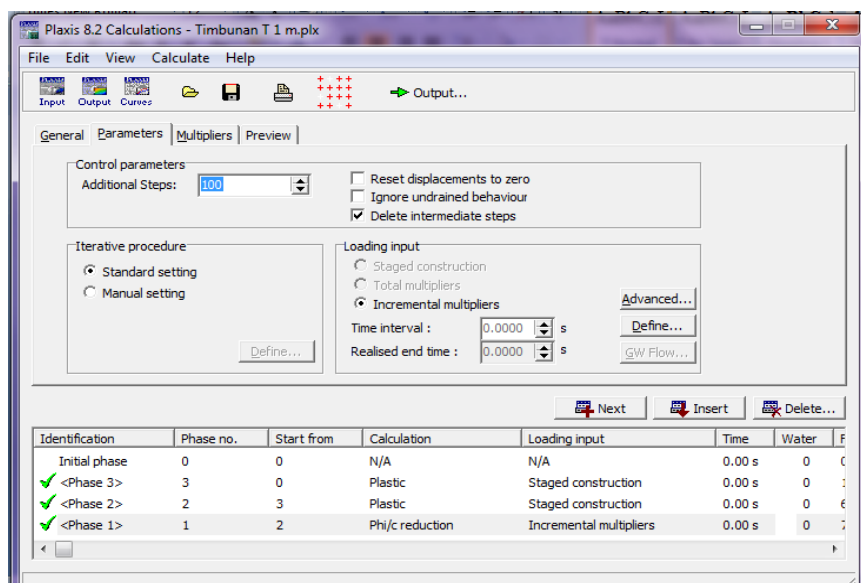 Plaxis 8.2 Calculations - Timbunan T 1 m.plx
File Edit View Calculate Help
Input Output Curves Output...
General Parameters Multipliers Preview
Control parameters
Additional Steps: 100 Reset displacements to zero
Ignore undrained behaviour
Delete intermediate steps
Iterative procedure Loading input
Standard setting Staged construction
Manual setting Total multipliers
Incremental multipliers Advanced...
Time interval : 0.0000 s Define...
Define... Realised end time : 0.0000 s GW Flow...
Next Insert Delete...
Identification Phase no. Start from Calculation Loading input Time Water
Initial phase 0 0 N/A N/A 0.00 s 0
<Phase 3> 3 0 Plastic Staged construction 0.00 s 0
<Phase 2> 2 3 Plastic Staged construction 0.00 s 0
<Phase 1> 1 2 Phi/c reduction Incremental multipliers 0.00 s 0